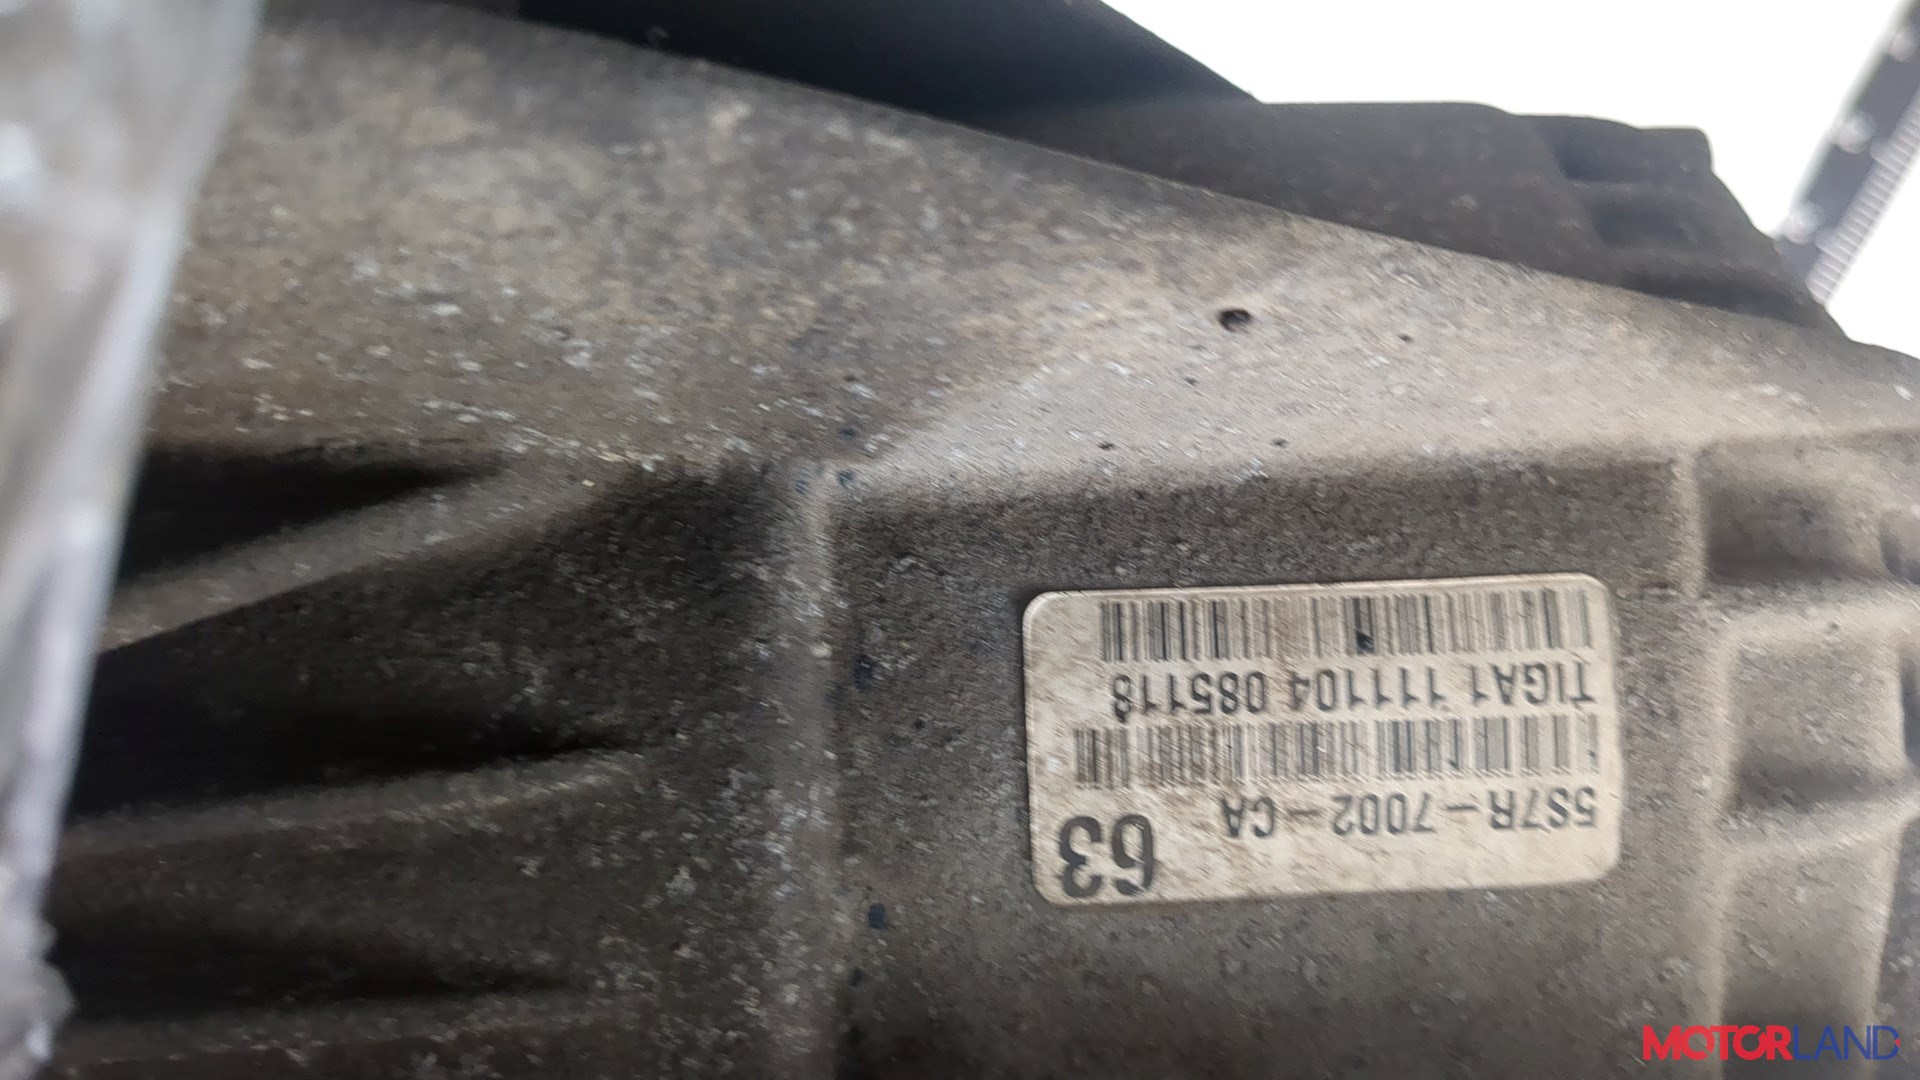 63
5S7R-7002-CA
TIGA1 111104 085118
MOTORLAND